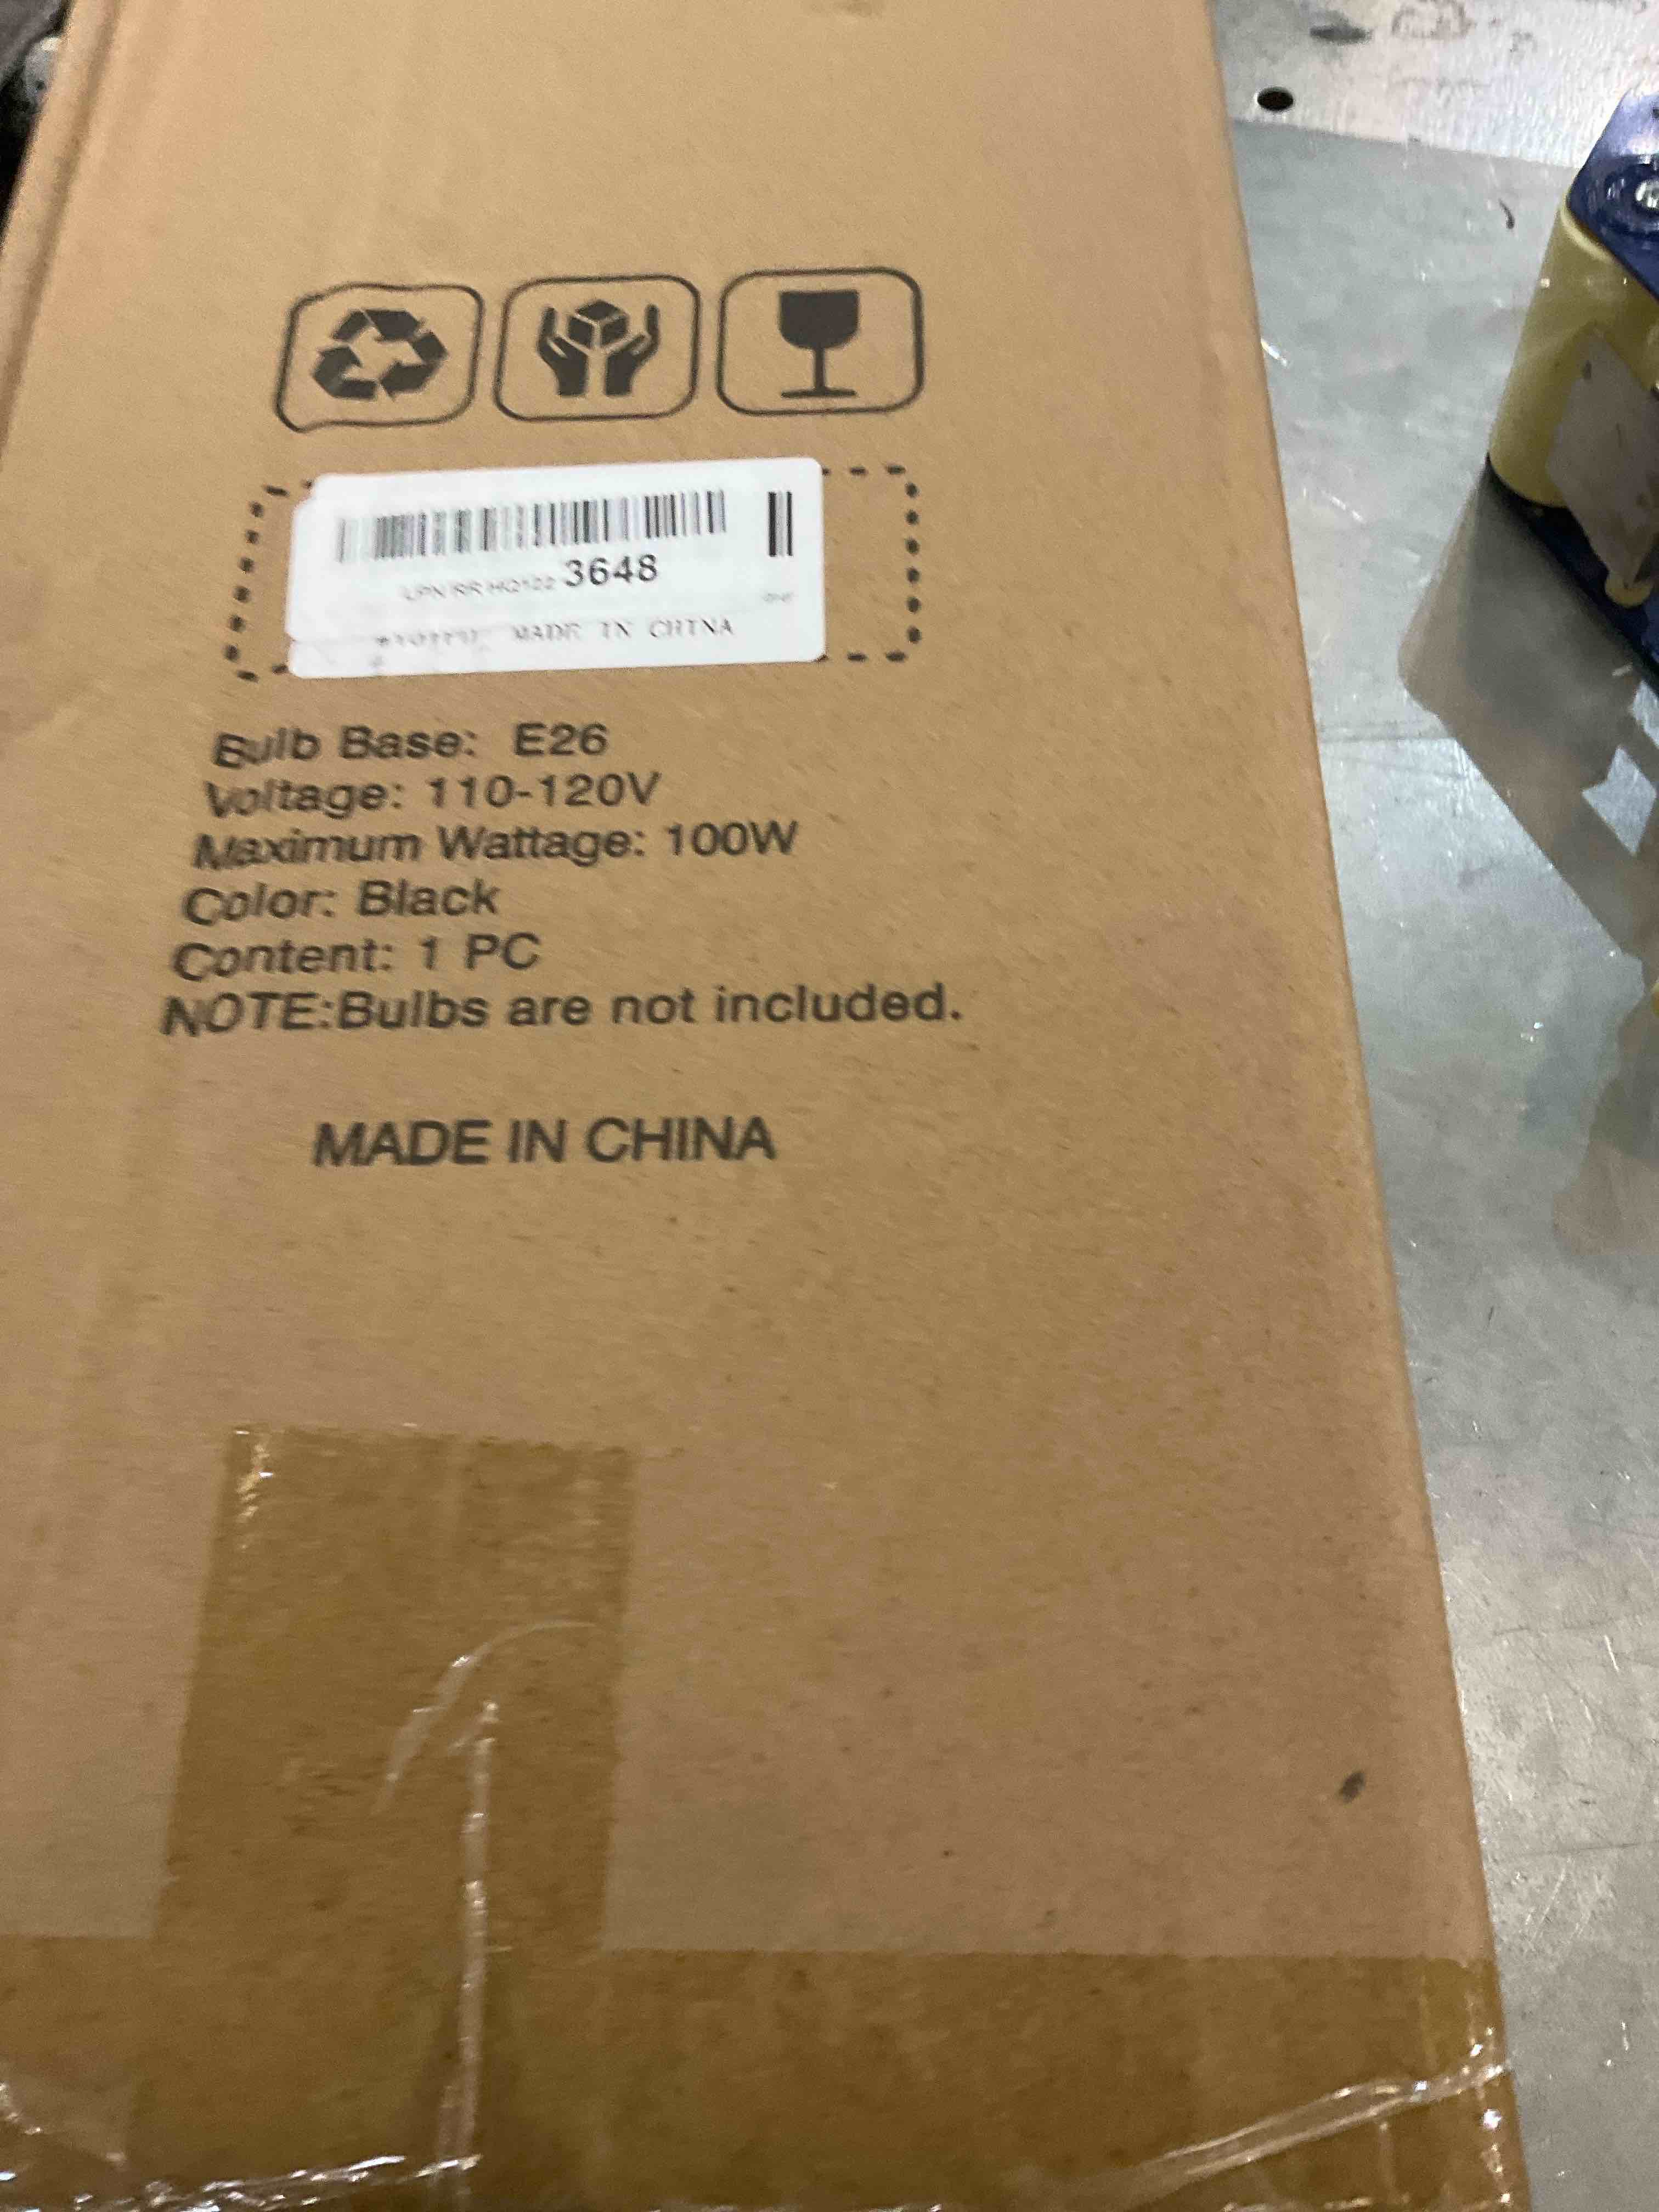 3648
MADE IN CHINA
Bulb Base: E26
Voltage: 110-120V
Maximum Wattage: 100W
Color: Black
Content: 1 PC
NOTE:Bulbs are not included.
MADE IN CHINA